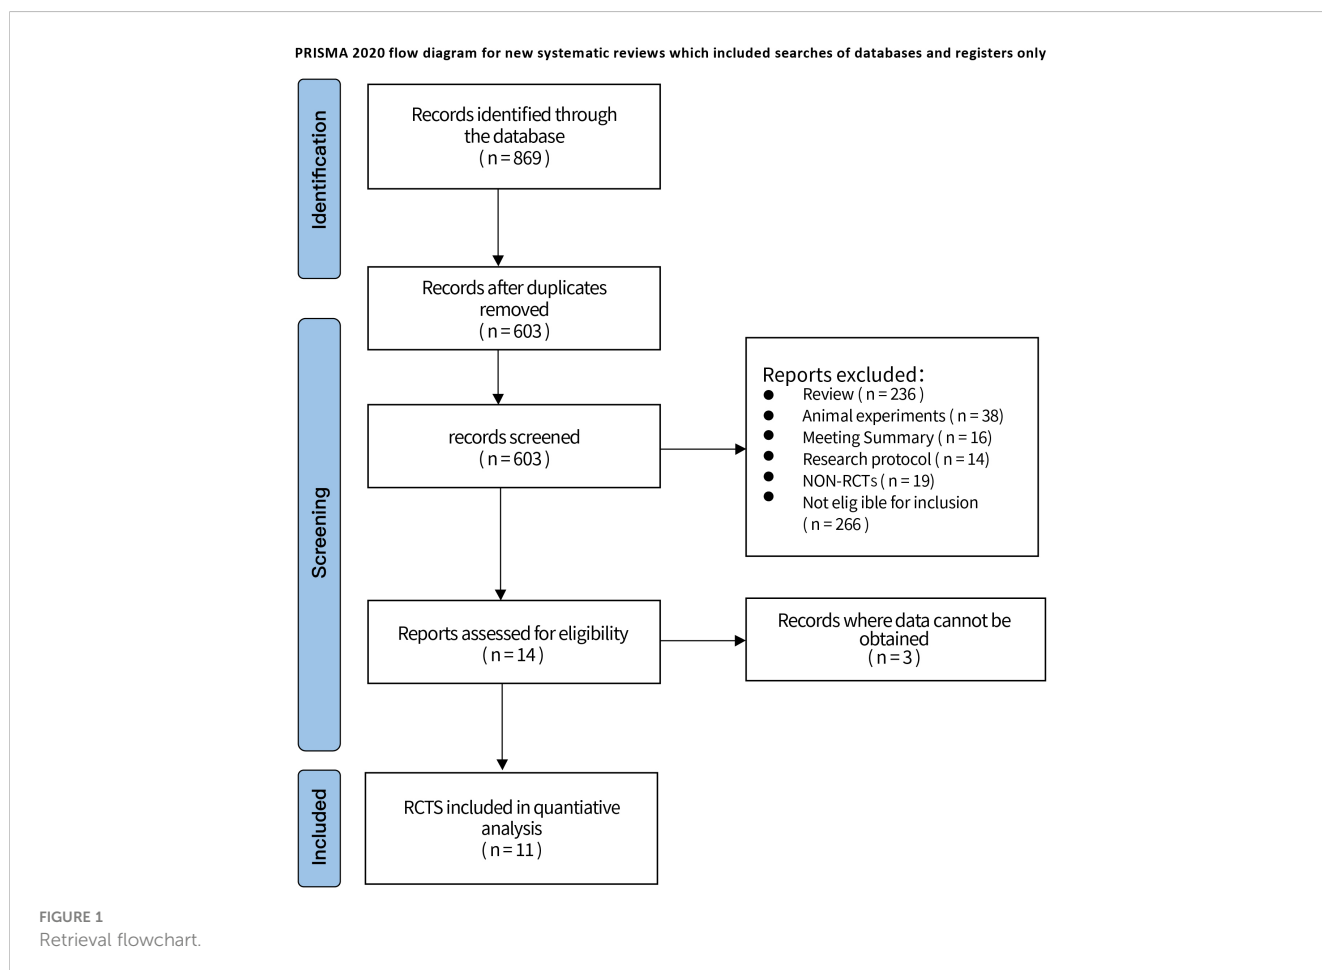 PRISMA 2020 flow diagram for new systematic reviews which included searches of databases and registers only
Identification
Records identified through
the database
( n = 869 )
Records after duplicates
removed
( n = 603 )
Screening
records screened
( n = 603 )
Reports excluded:
● Review ( n = 236 )
● Animal experiments ( n = 38)
● Meeting Summary ( n = 16)
● Research protocol ( n = 14)
● NON-RCTs ( n = 19)
● Not elig ible for inclusion
( n = 266 )
Reports assessed for eligibility
( n = 14 )
Records where data cannot be
obtained
( n = 3 )
Included
RCTS included in quantiative
analysis
( n = 11 )
FIGURE 1
Retrieval flowchart.